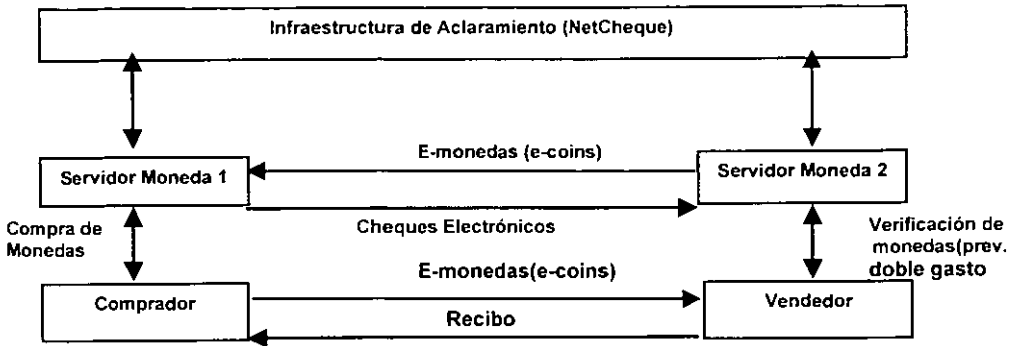 Infraestructura de Aclaramiento (NetCheque)
E-monedas (e-coins)
Servidor Moneda 1
Servidor Moneda 2
Cheques Electrónicos
Compra de
Monedas
Verificación de
monedas(prev.
doble gasto
E-monedas(e-coins)
Comprador
Vendedor
Recibo